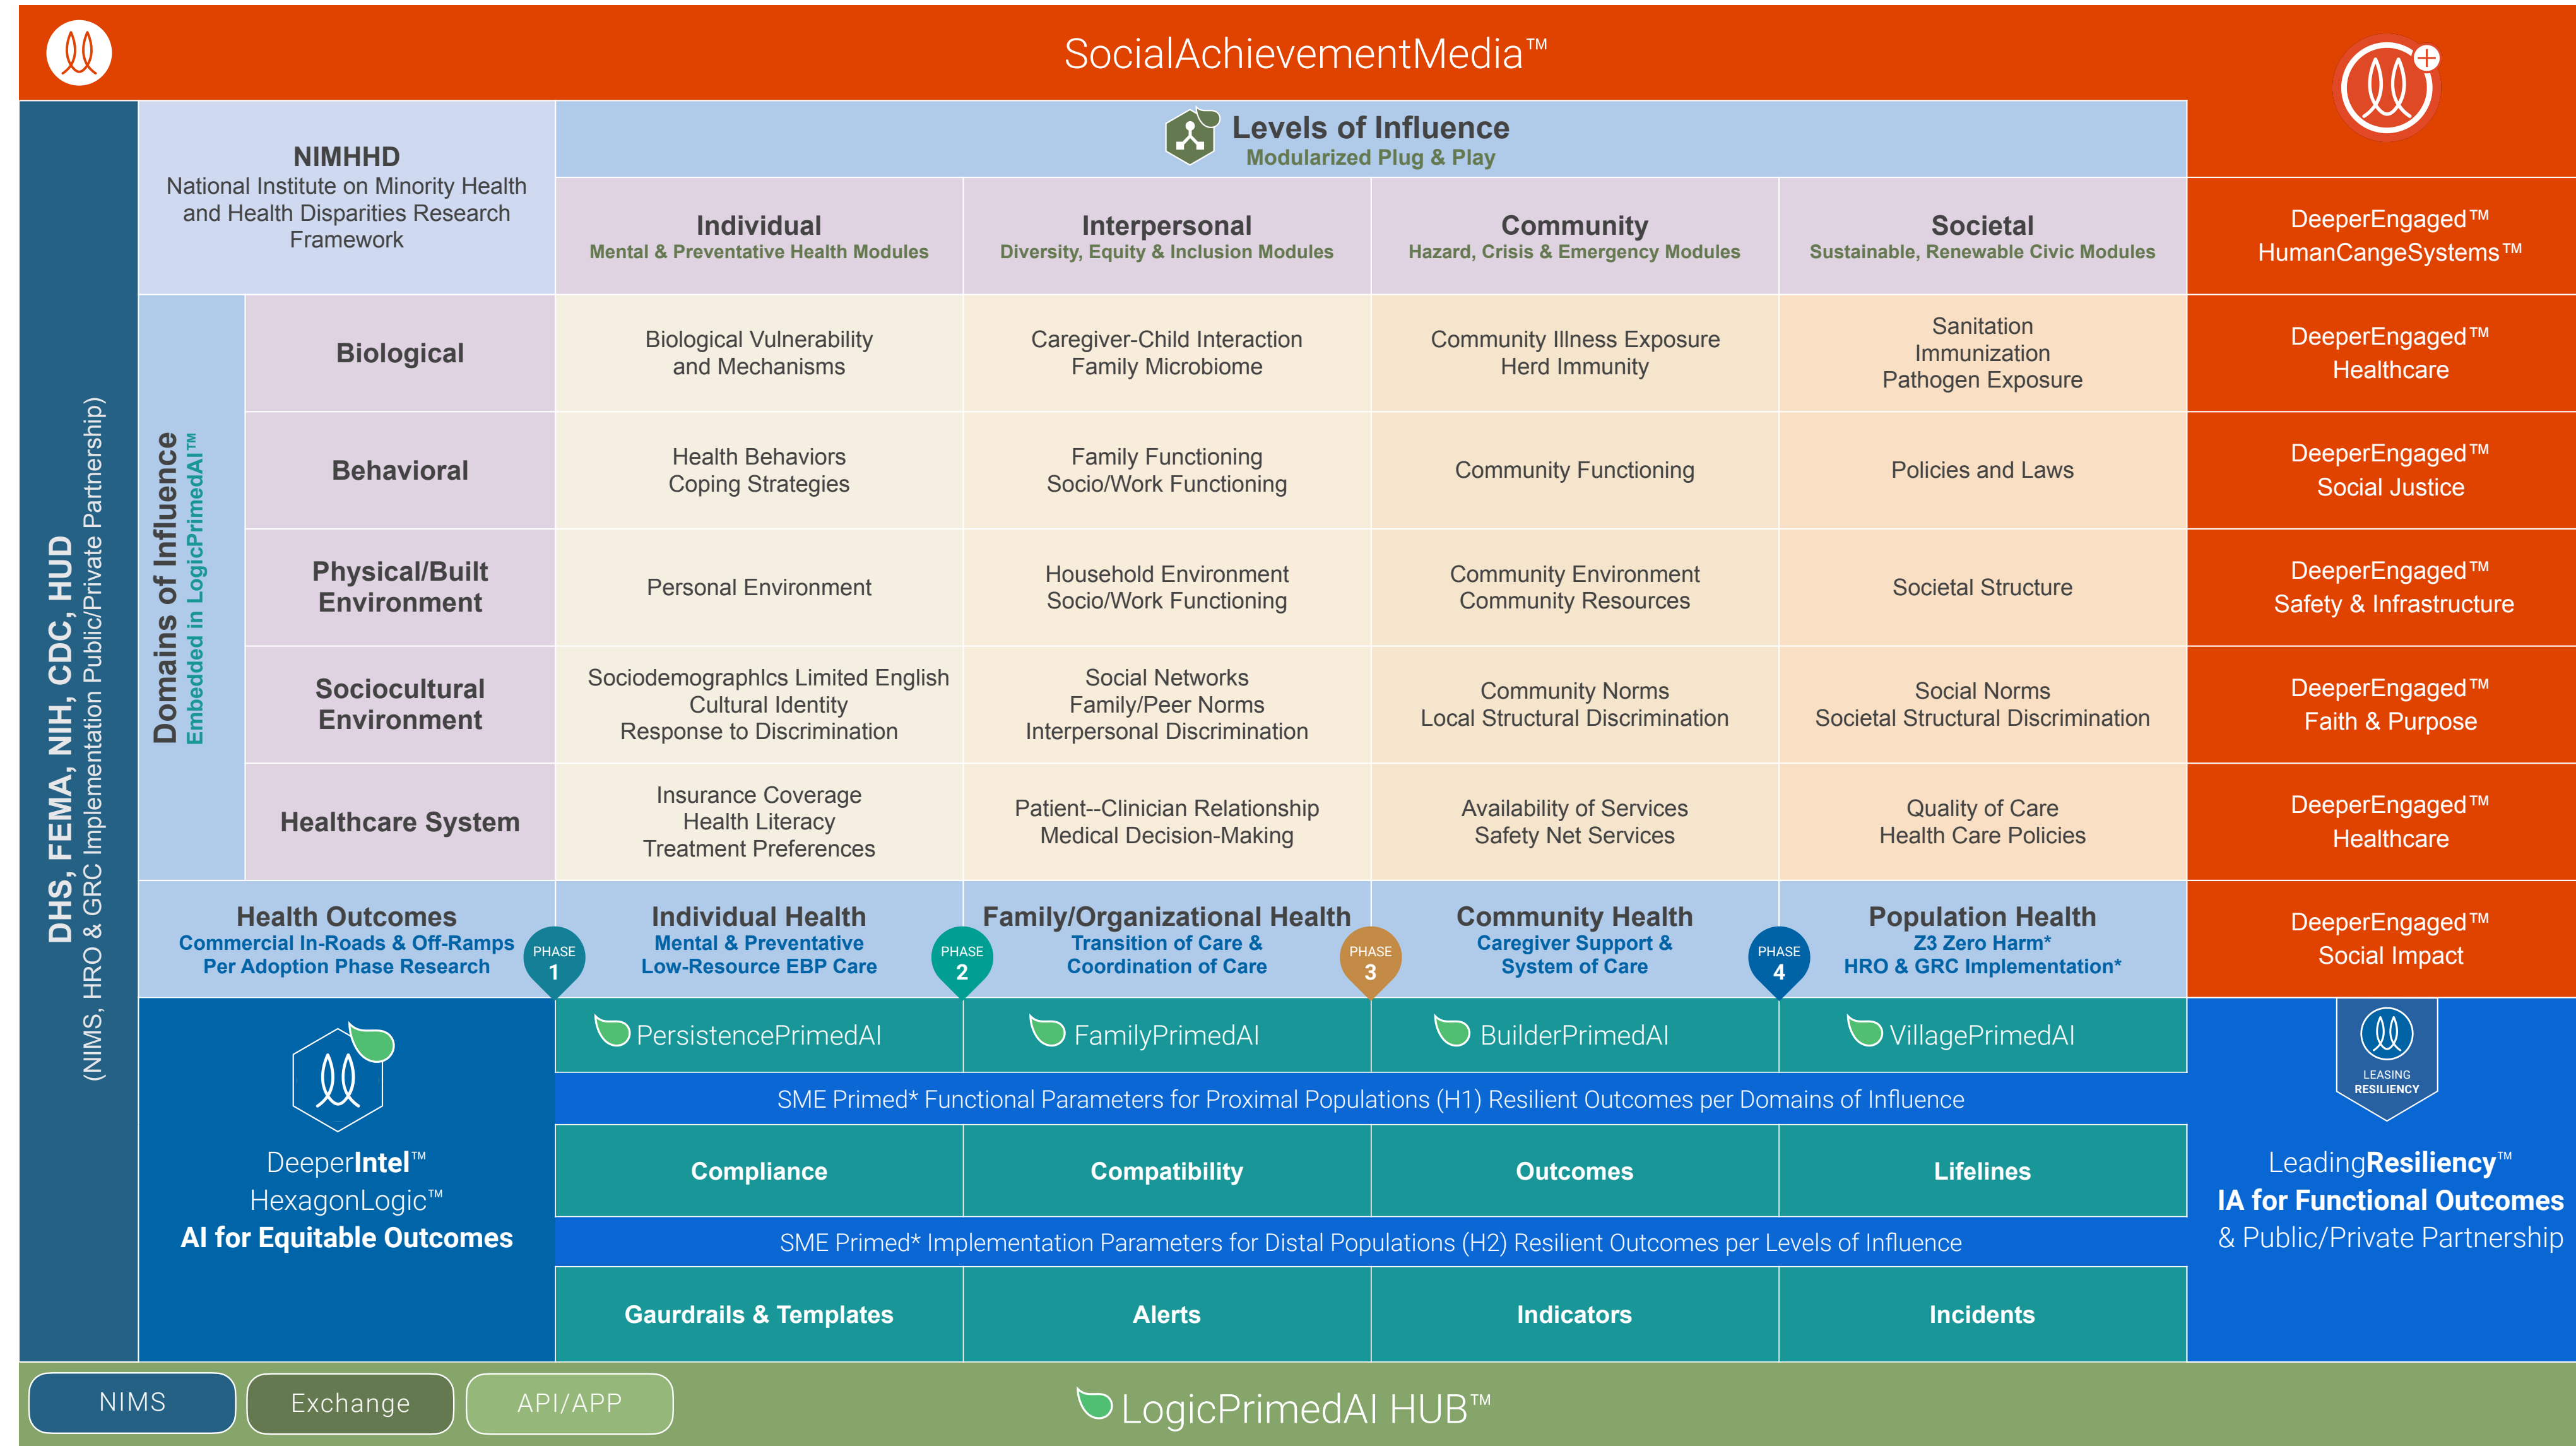 SocialAchievementMedia™
DHS, FEMA, NIH, CDC, HUD
(NIMS, HRO & GRC Implementation Public/Private Partnership)
NIMHHD
National Institute on Minority Health
and Health Disparities Research
Framework
Levels of Influence
Modularized Plug & Play
Individual
Mental & Preventative Health Modules
Interpersonal
Diversity, Equity & Inclusion Modules
Community
Hazard, Crisis & Emergency Modules
Societal
Sustainable, Renewable Civic Modules
DeeperEngaged™
HumanCangeSystems™
Domains of Influence
Embedded in LogicPrimedAI™
Biological
Biological Vulnerability
and Mechanisms
Caregiver-Child Interaction
Family Microbiome
Community Illness Exposure
Herd Immunity
Sanitation
Immunization
Pathogen Exposure
DeeperEngaged™
Healthcare
Behavioral
Health Behaviors
Coping Strategies
Family Functioning
Socio/Work Functioning
Community Functioning
Policies and Laws
DeeperEngaged™
Social Justice
Physical/Built
Environment
Personal Environment
Household Environment
Socio/Work Functioning
Community Environment
Community Resources
Societal Structure
DeeperEngaged™
Safety & Infrastructure
Sociocultural
Environment
Sociodemographlcs Limited English
Cultural Identity
Response to Discrimination
Social Networks
Family/Peer Norms
Interpersonal Discrimination
Community Norms
Local Structural Discrimination
Social Norms
Societal Structural Discrimination
DeeperEngaged™
Faith & Purpose
Healthcare System
Insurance Coverage
Health Literacy
Treatment Preferences
Patient--Clinician Relationship
Medical Decision-Making
Availability of Services
Safety Net Services
Quality of Care
Health Care Policies
DeeperEngaged™
Healthcare
Health Outcomes
Commercial In-Roads & Off-Ramps
Per Adoption Phase Research
PHASE
1
Individual Health
Mental & Preventative
Low-Resource EBP Care
PHASE
2
Family/Organizational Health
Transition of Care &
Coordination of Care
PHASE
3
Community Health
Caregiver Support &
System of Care
PHASE
4
Population Health
Z3 Zero Harm*
HRO & GRC Implementation*
DeeperEngaged™
Social Impact
DeeperIntel™
HexagonLogic™
AI for Equitable Outcomes
PersistencePrimedAI
FamilyPrimedAI
BuilderPrimedAI
VillagePrimedAI
SME Primed* Functional Parameters for Proximal Populations (H1) Resilient Outcomes per Domains of Influence
Compliance
Compatibility
Outcomes
Lifelines
SME Primed* Implementation Parameters for Distal Populations (H2) Resilient Outcomes per Levels of Influence
Gaurdrails & Templates
Alerts
Indicators
Incidents
LEASING
RESILIENCY
LeadingResiliency™
IA for Functional Outcomes
& Public/Private Partnership
NIMS
Exchange
API/APP
LogicPrimedAI HUB™